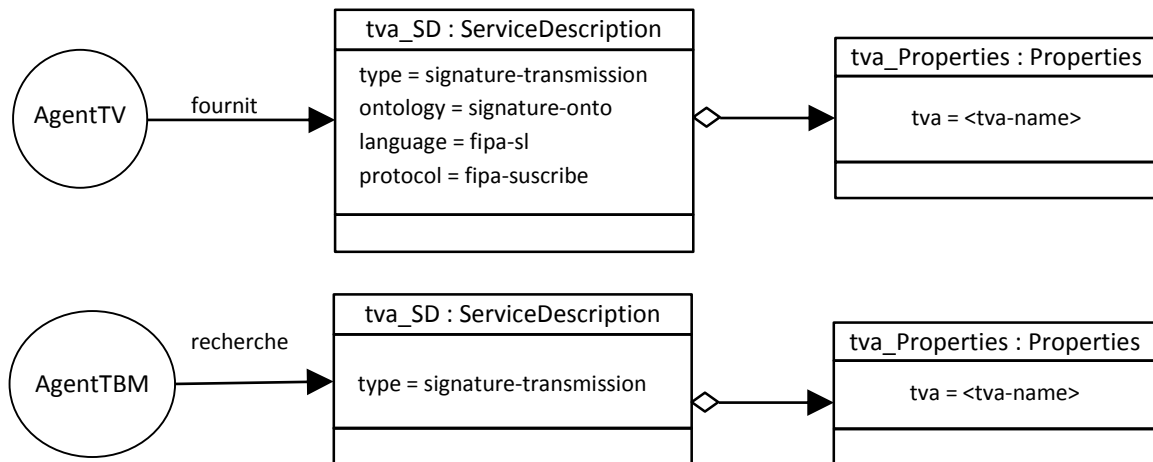 tva_SD : ServiceDescription
type = signature-transmission
ontology = signature-onto
language = fipa-sl
protocol = fipa-suscribe
AgentTV
fournit
tva_Properties : Properties
tva = <tva-name>
tva_SD : ServiceDescription
type = signature-transmission
AgentTBM
recherche
tva_Properties : Properties
tva = <tva-name>